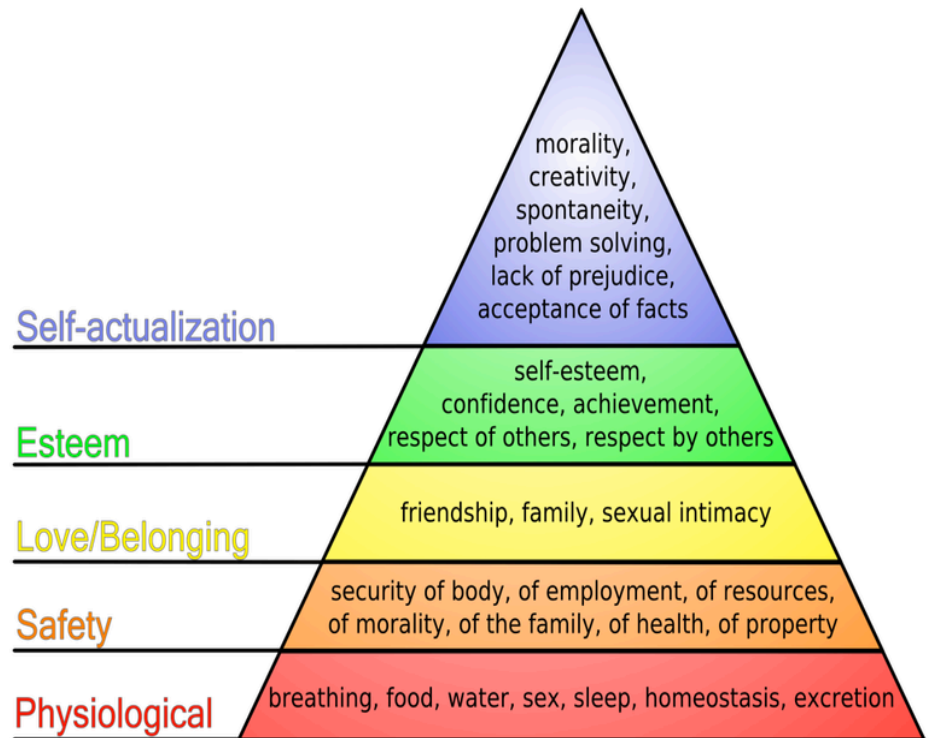 morality,
creativity,
spontaneity,
problem solving,
lack of prejudice,
acceptance of facts
Self-actualization
self-esteem,
confidence, achievement,
respect of others, respect by others
Esteem
friendship, family, sexual intimacy
Love/Belonging
security of body, of employment, of resources,
of morality, of the family, of health, of property
Safety
breathing, food, water, sex, sleep, homeostasis, excretion
Physiological